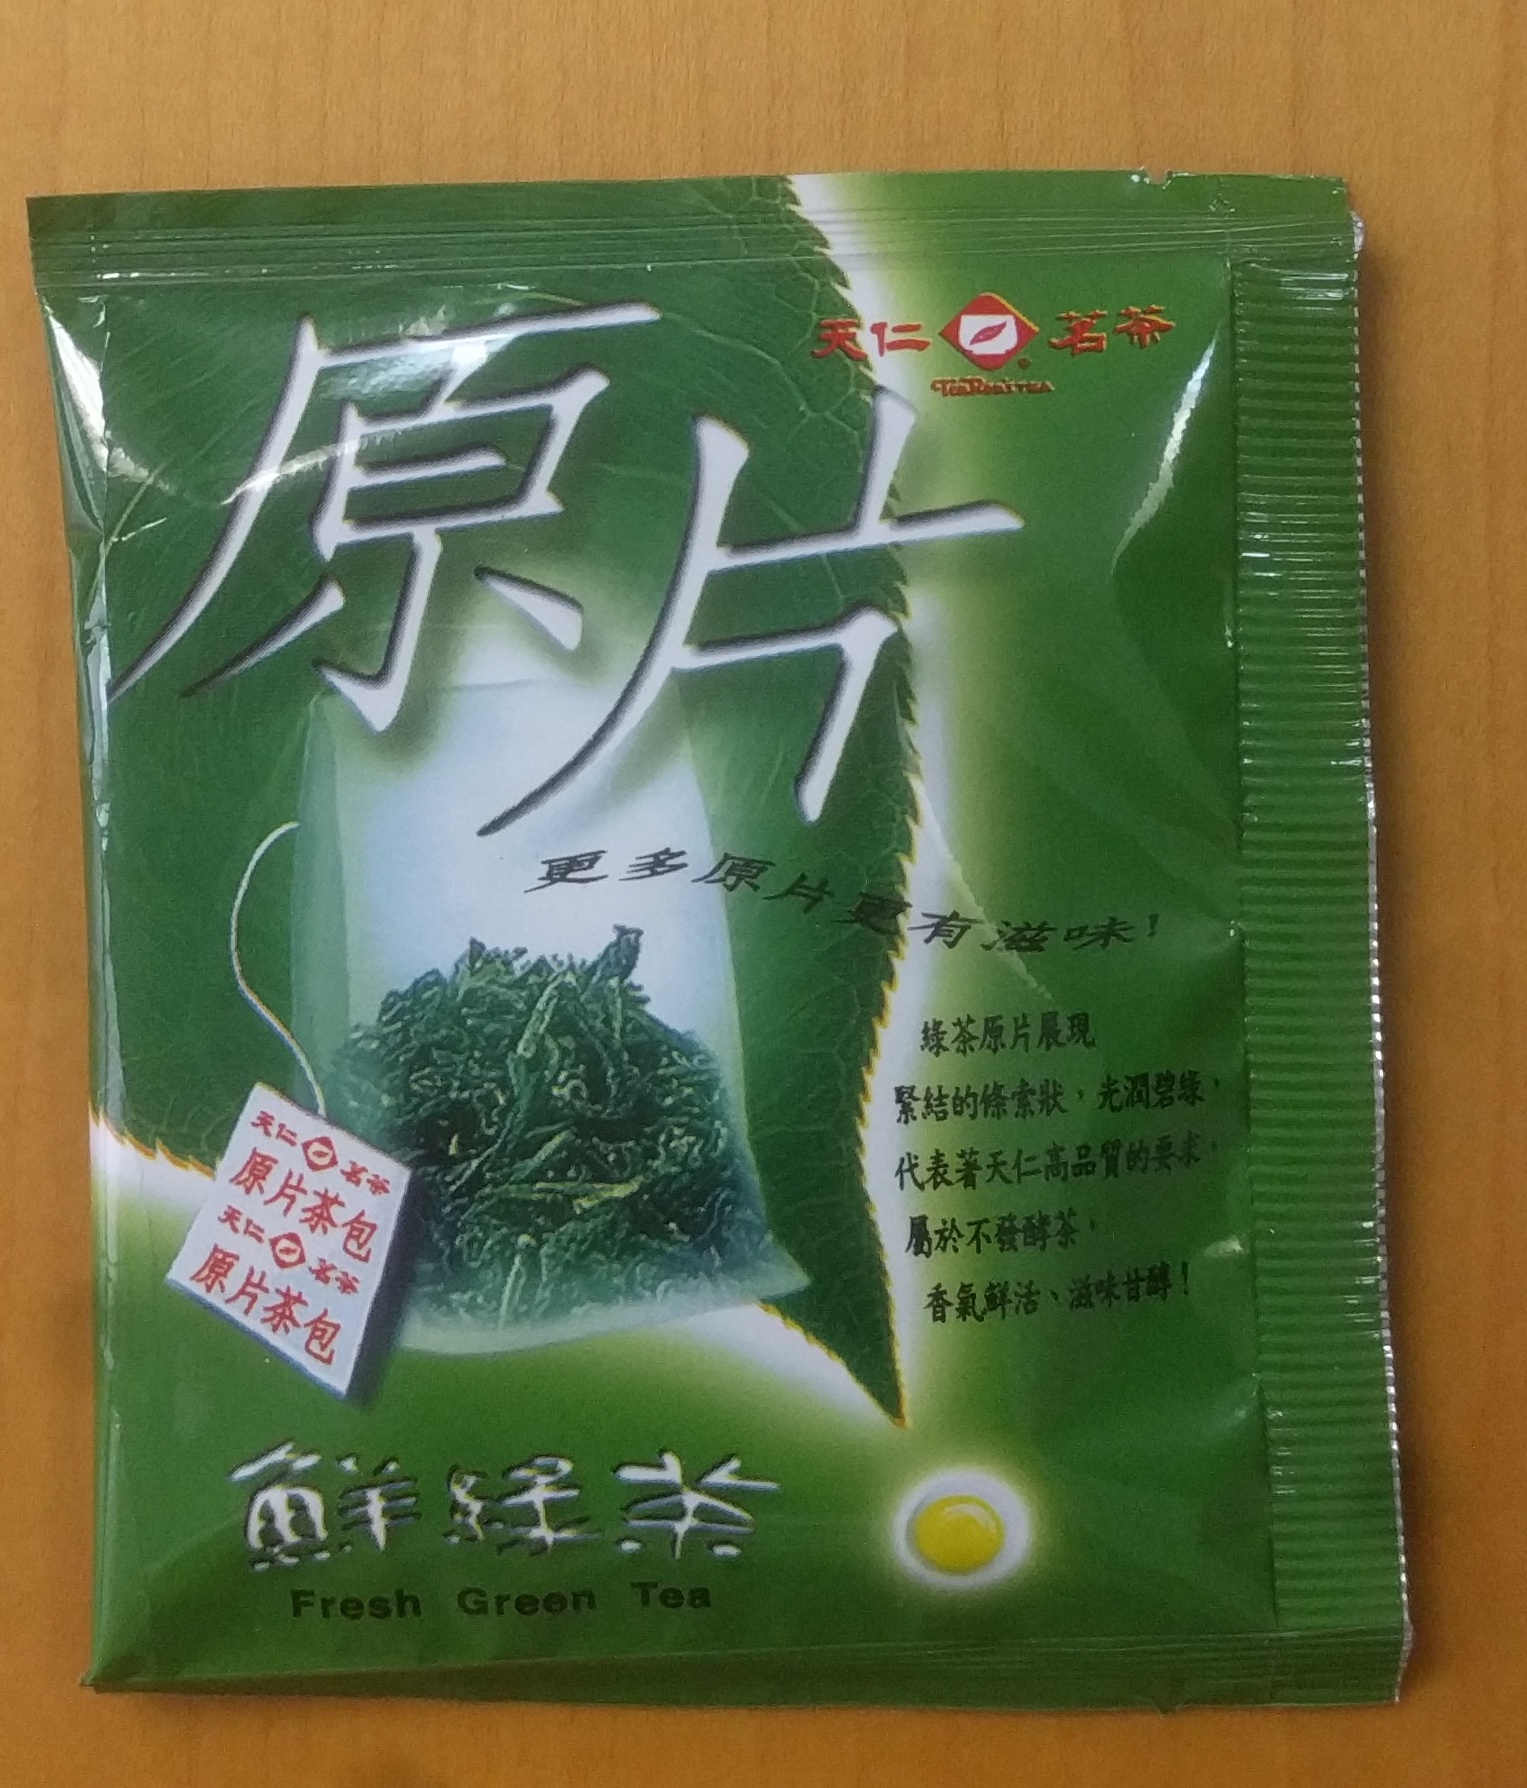 天仁 茗茶
原片
更多原片更有滋味!
綠茶原片展現
緊結的條索狀,光潤碧綠,
代表著天仁高品質的要求,
屬於不發酵茶,
香氣鮮活、滋味甘醇!
天仁 茗茶
原片茶包
天仁 茗茶
原片茶包
鮮綠茶
Fresh Green Tea